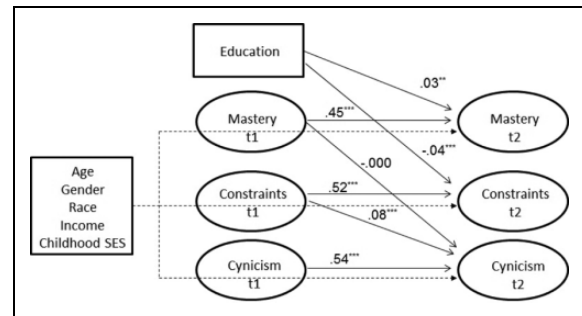 Education
.03**
Mastery
t1
.45***
Mastery
t2
-.04***
-.000
Age
Gender
Race
Income
Childhood SES
Constraints
t1
.52***
Constraints
t2
.08***
Cynicism
t1
.54***
Cynicism
t2